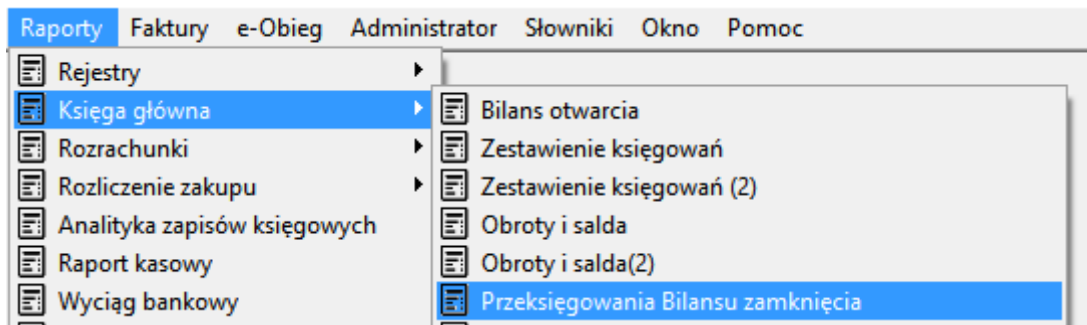 Raporty Faktury e-Obieg Administrator Słowniki Okno Pomoc
Rejestry
Księga główna
Rozrachunki
Rozliczenie zakupu
Analityka zapisów księgowych
Raport kasowy
Wyciąg bankowy
Bilans otwarcia
Zestawienie księgowań
Zestawienie księgowań (2)
Obroty i salda
Obroty i salda(2)
Przeksięgowania Bilansu zamknięcia